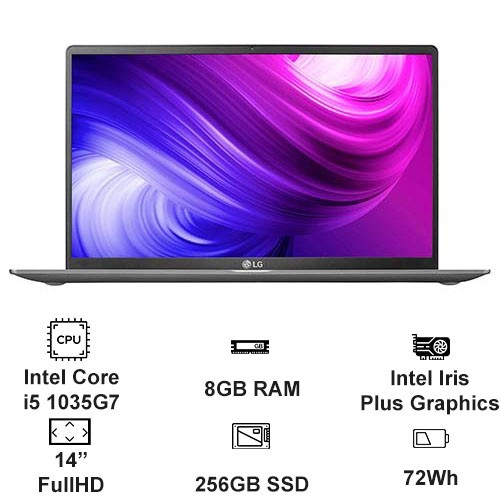 LG
CPU
Intel Core
i5 1035G7
GB
8GB RAM
Intel Iris
Plus Graphics
14”
FullHD
256GB SSD
72Wh